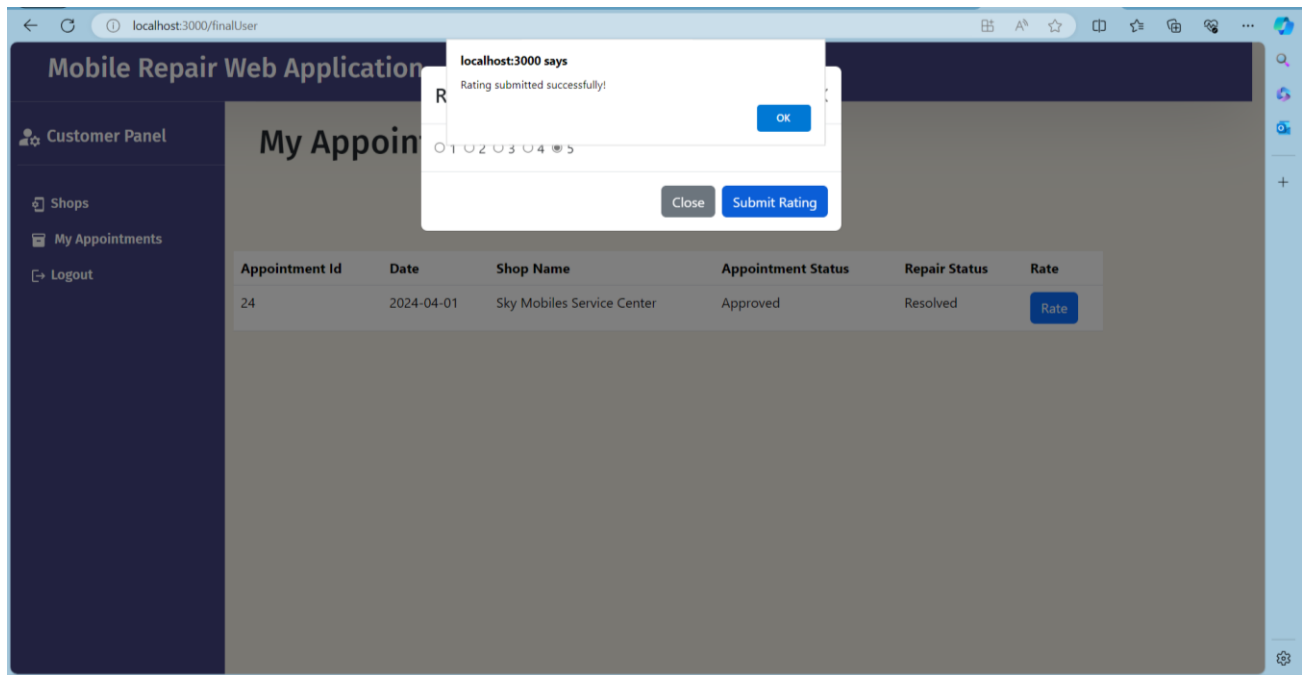 localhost:3000/finalUser
Mobile Repair Web Application
localhost:3000 says
Rating submitted successfully!
OK
R
Customer Panel
My Appoin
1 2 3 4 5
Close Submit Rating
Shops
My Appointments
Logout
Appointment Id Date Shop Name Appointment Status Repair Status Rate
24 2024-04-01 Sky Mobiles Service Center Approved Resolved Rate